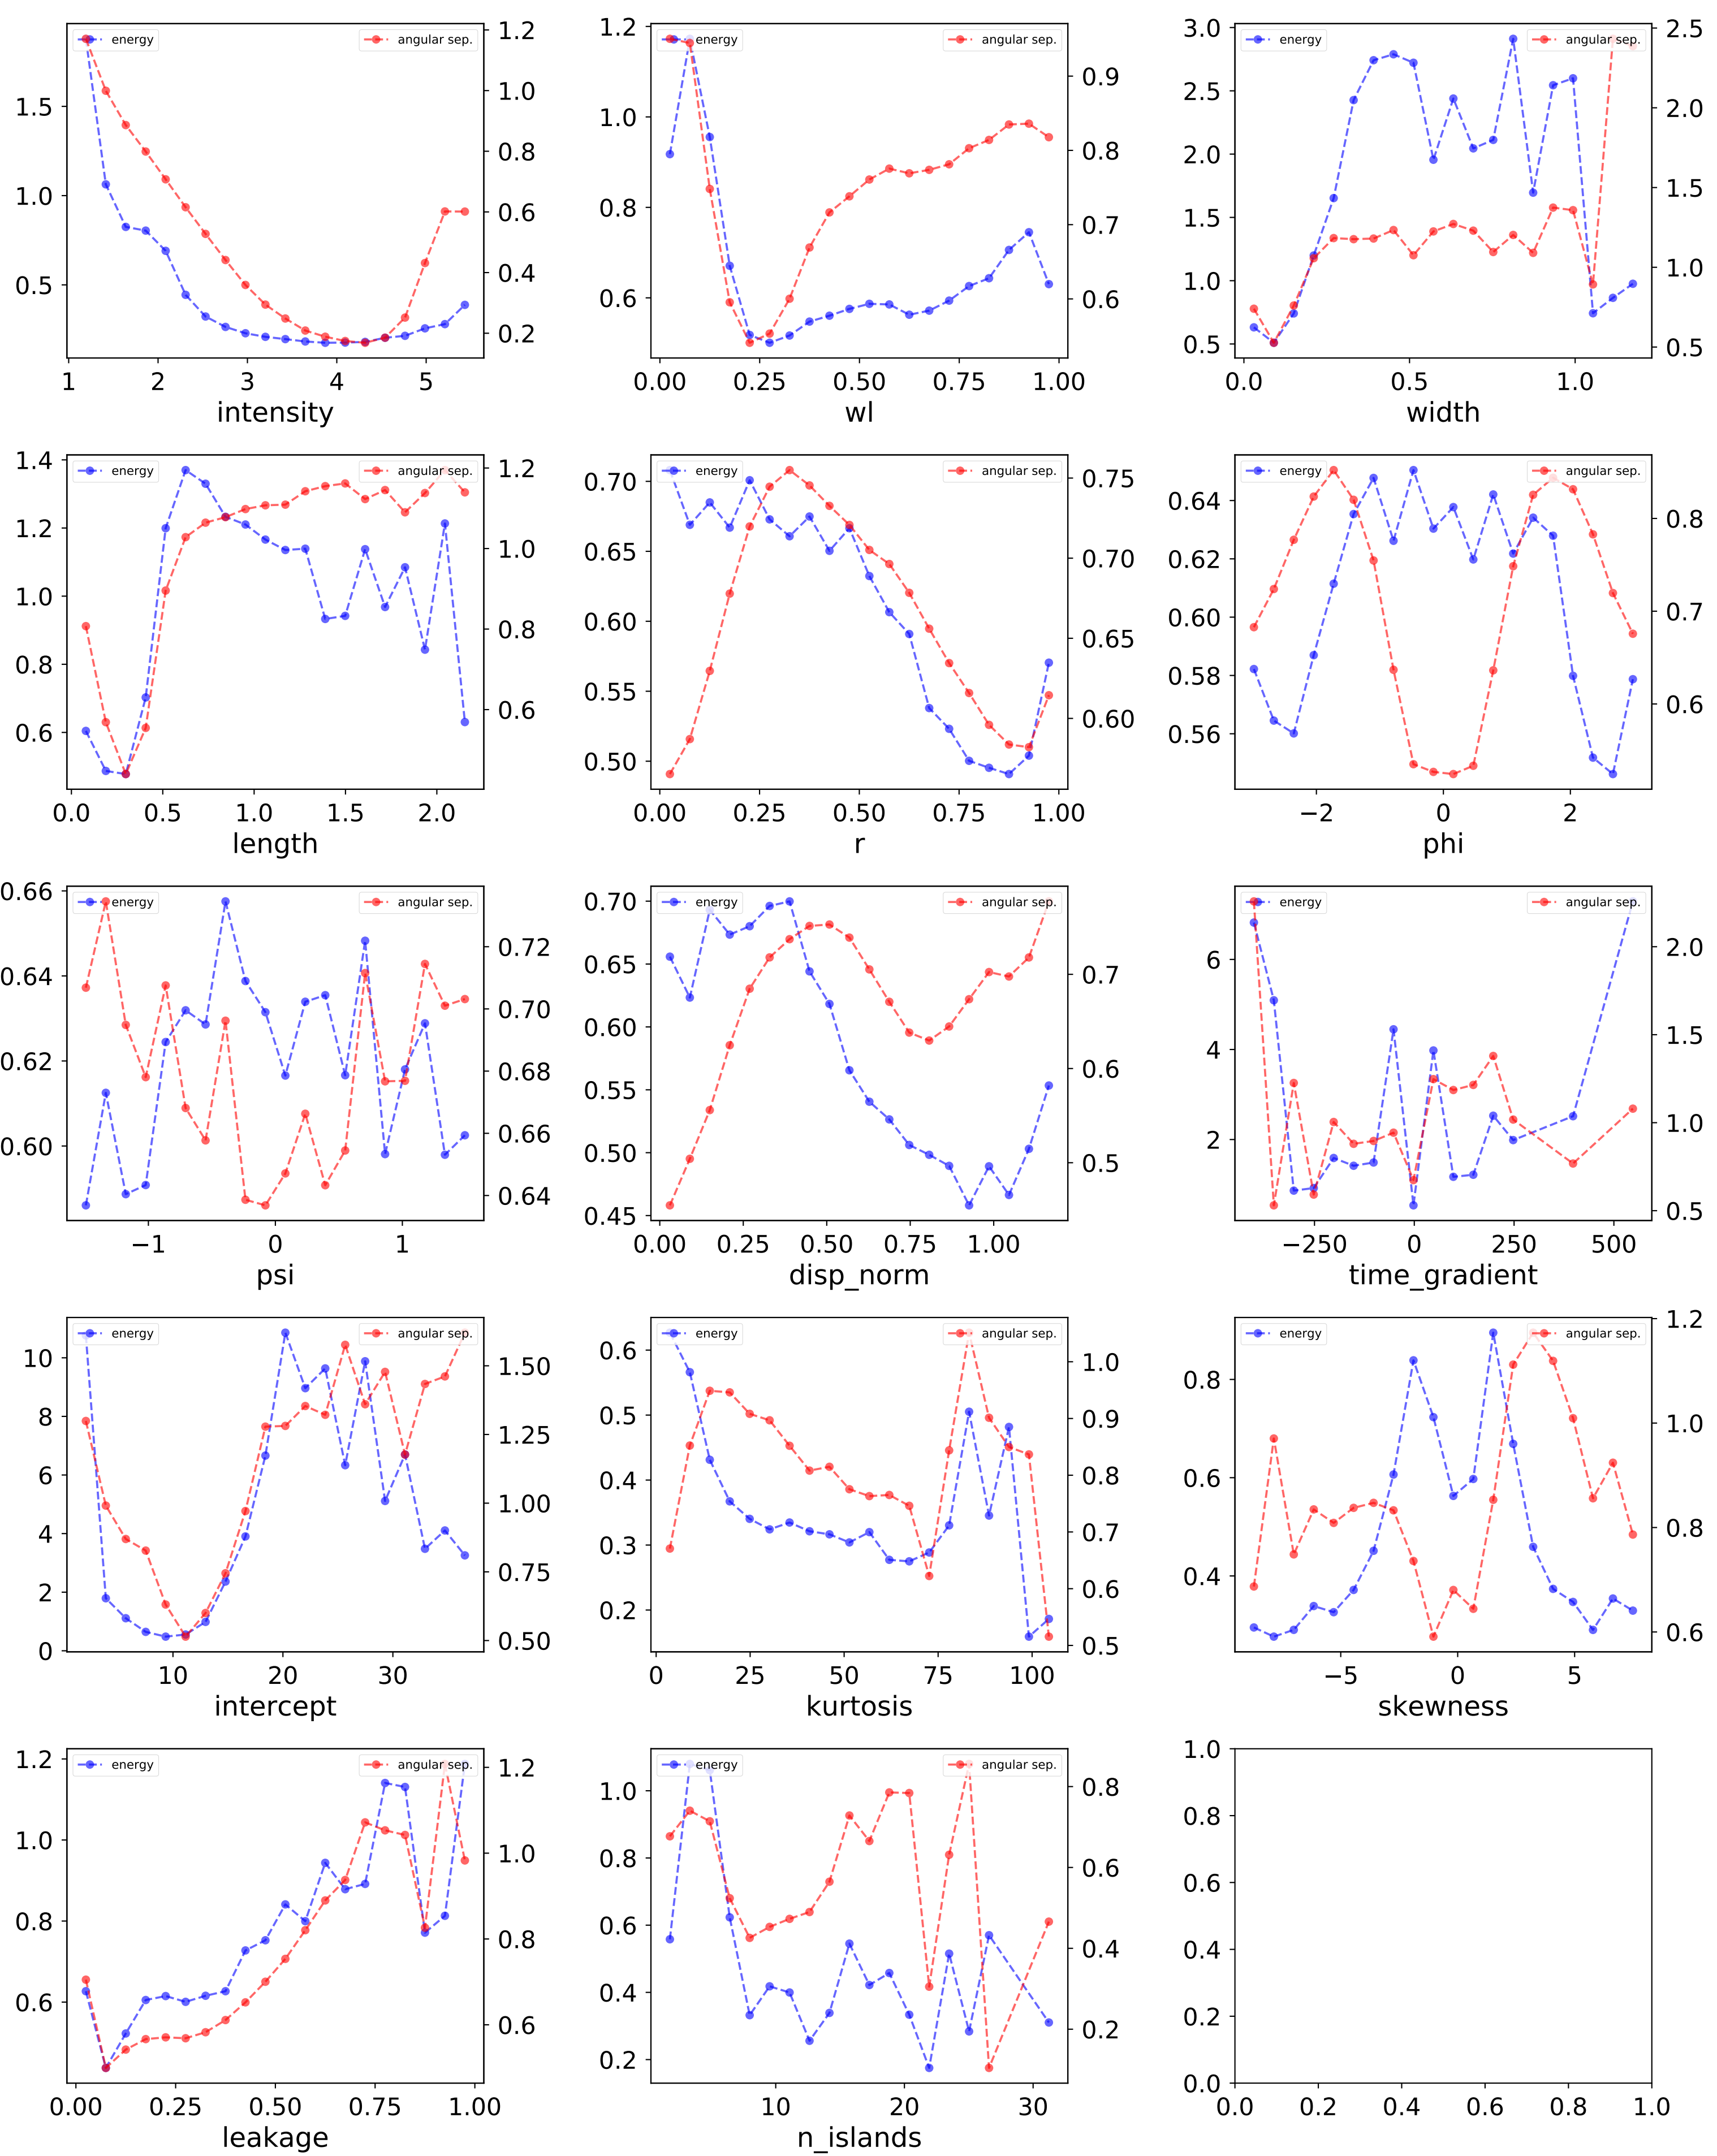 energy
angular sep.
1.5
1.0
0.5
1.2
1.0
0.8
0.6
0.4
0.2
1 2 3 4 5
intensity
energy
angular sep.
1.2
1.0
0.8
0.6
0.9
0.8
0.7
0.6
0.00 0.25 0.50 0.75 1.00
wl
energy
angular sep.
3.0
2.5
2.0
1.5
1.0
0.5
2.5
2.0
1.5
1.0
0.5
0.0 0.5 1.0
width
energy
angular sep.
1.4
1.2
1.0
0.8
0.6
1.2
1.0
0.8
0.6
0.0 0.5 1.0 1.5 2.0
length
energy
angular sep.
0.70
0.65
0.60
0.55
0.50
0.75
0.70
0.65
0.60
0.00 0.25 0.50 0.75 1.00
r
energy
angular sep.
0.64
0.62
0.60
0.58
0.56
0.8
0.7
0.6
−2 0 2
phi
energy
angular sep.
0.66
0.64
0.62
0.60
0.72
0.70
0.68
0.66
0.64
−1 0 1
psi
energy
angular sep.
0.70
0.65
0.60
0.55
0.50
0.45
0.7
0.6
0.5
0.00 0.25 0.50 0.75 1.00
disp_norm
energy
angular sep.
6
4
2
2.0
1.5
1.0
0.5
−250 0 250 500
time_gradient
energy
angular sep.
10
8
6
4
2
0
1.50
1.25
1.00
0.75
0.50
10 20 30
intercept
energy
angular sep.
0.6
0.5
0.4
0.3
0.2
1.0
0.9
0.8
0.7
0.6
0.5
0 25 50 75 100
kurtosis
energy
angular sep.
0.8
0.6
0.4
1.2
1.0
0.8
0.6
−5 0 5
skewness
energy
angular sep.
1.2
1.0
0.8
0.6
1.2
1.0
0.8
0.6
0.00 0.25 0.50 0.75 1.00
leakage
energy
angular sep.
1.0
0.8
0.6
0.4
0.2
0.8
0.6
0.4
0.2
10 20 30
n_islands
1.0
0.8
0.6
0.4
0.2
0.0
0.0 0.2 0.4 0.6 0.8 1.0